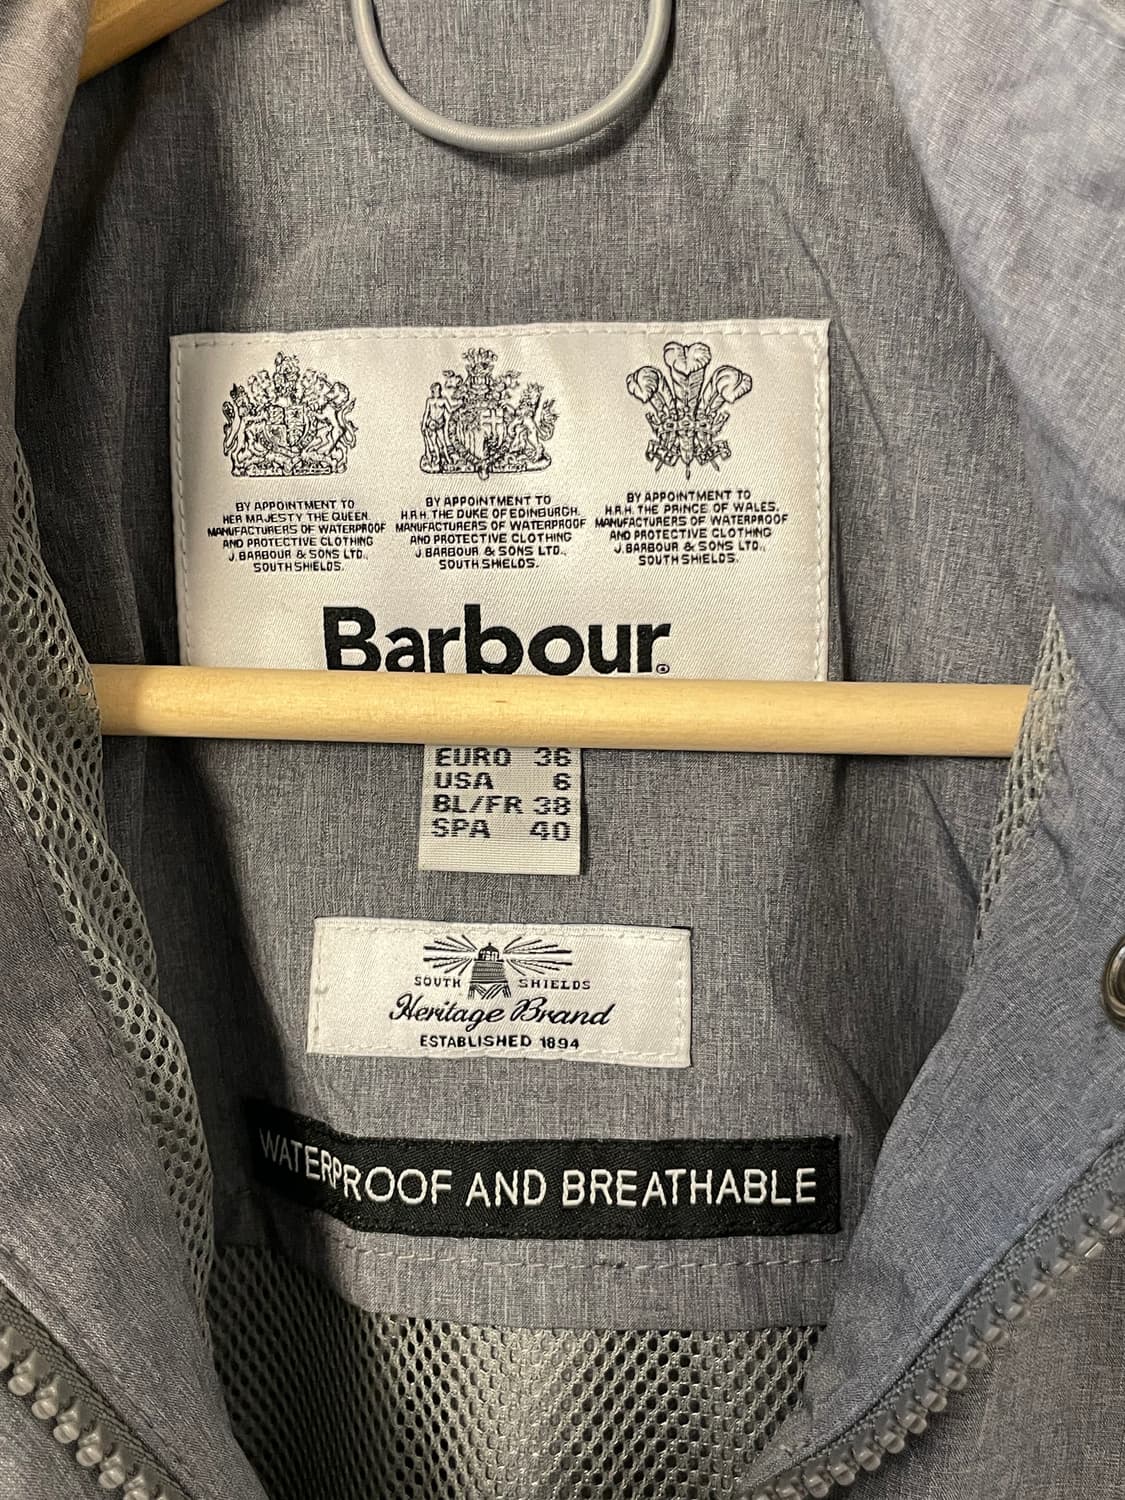 BY APPOINTMENT TO
HER MAJESTY THE QUEEN.
MANUFACTURERS OF WATERPROOF
AND PROTECTIVE CLOTHING
J. BARBOUR & SONS LTD.,
SOUTH SHIELDS.
BY APPOINTMENT TO
H.R.H. THE DUKE OF EDINBURGH.
MANUFACTURERS OF WATERPROOF
AND PROTECTIVE CLOTHING
J. BARBOUR & SONS LTD.,
SOUTH SHIELDS.
BY APPOINTMENT TO
H.R.H. THE PRINCE OF WALES.
MANUFACTURERS OF WATERPROOF
AND PROTECTIVE CLOTHING
J. BARBOUR & SONS LTD.,
SOUTH SHIELDS.
Barbour®
EURO 36
USA 6
BL/FR 38
SPA 40
SOUTH SHIELDS
Heritage Brand
ESTABLISHED 1894
WATERPROOF AND BREATHABLE